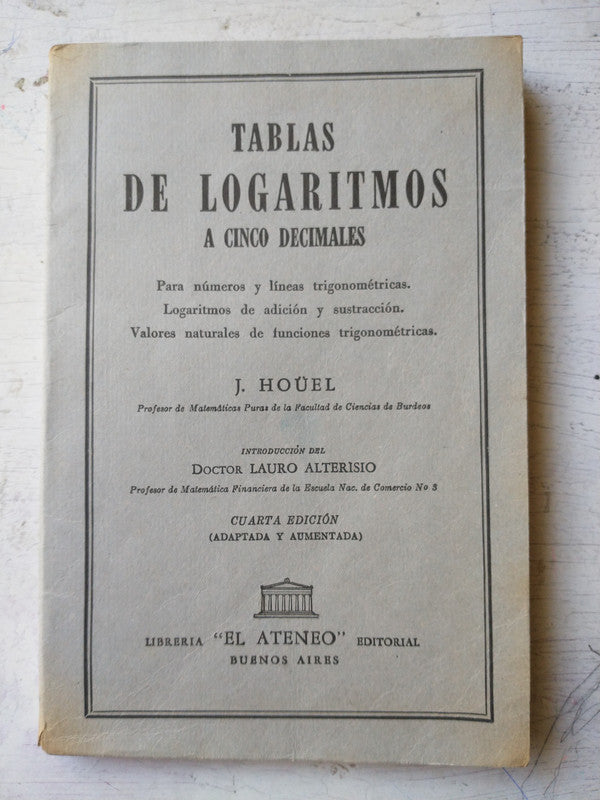 TABLAS
DE LOGARITMOS
A CINCO DECIMALES
Para números y líneas trigonométricas.
Logaritmos de adición y sustracción.
Valores naturales de funciones trigonométricas.
J. HOÜEL
Profesor de Matemáticas Puras de la Facultad de Ciencias de Burdeos
INTRODUCCIÓN DEL
DOCTOR LAURO ALTERISIO
Profesor de Matemática Financiera de la Escuela Nac. de Comercio No 3
CUARTA EDICIÓN
(ADAPTADA Y AUMENTADA)
LIBRERIA "EL ATENEO" EDITORIAL
BUENOS AIRES